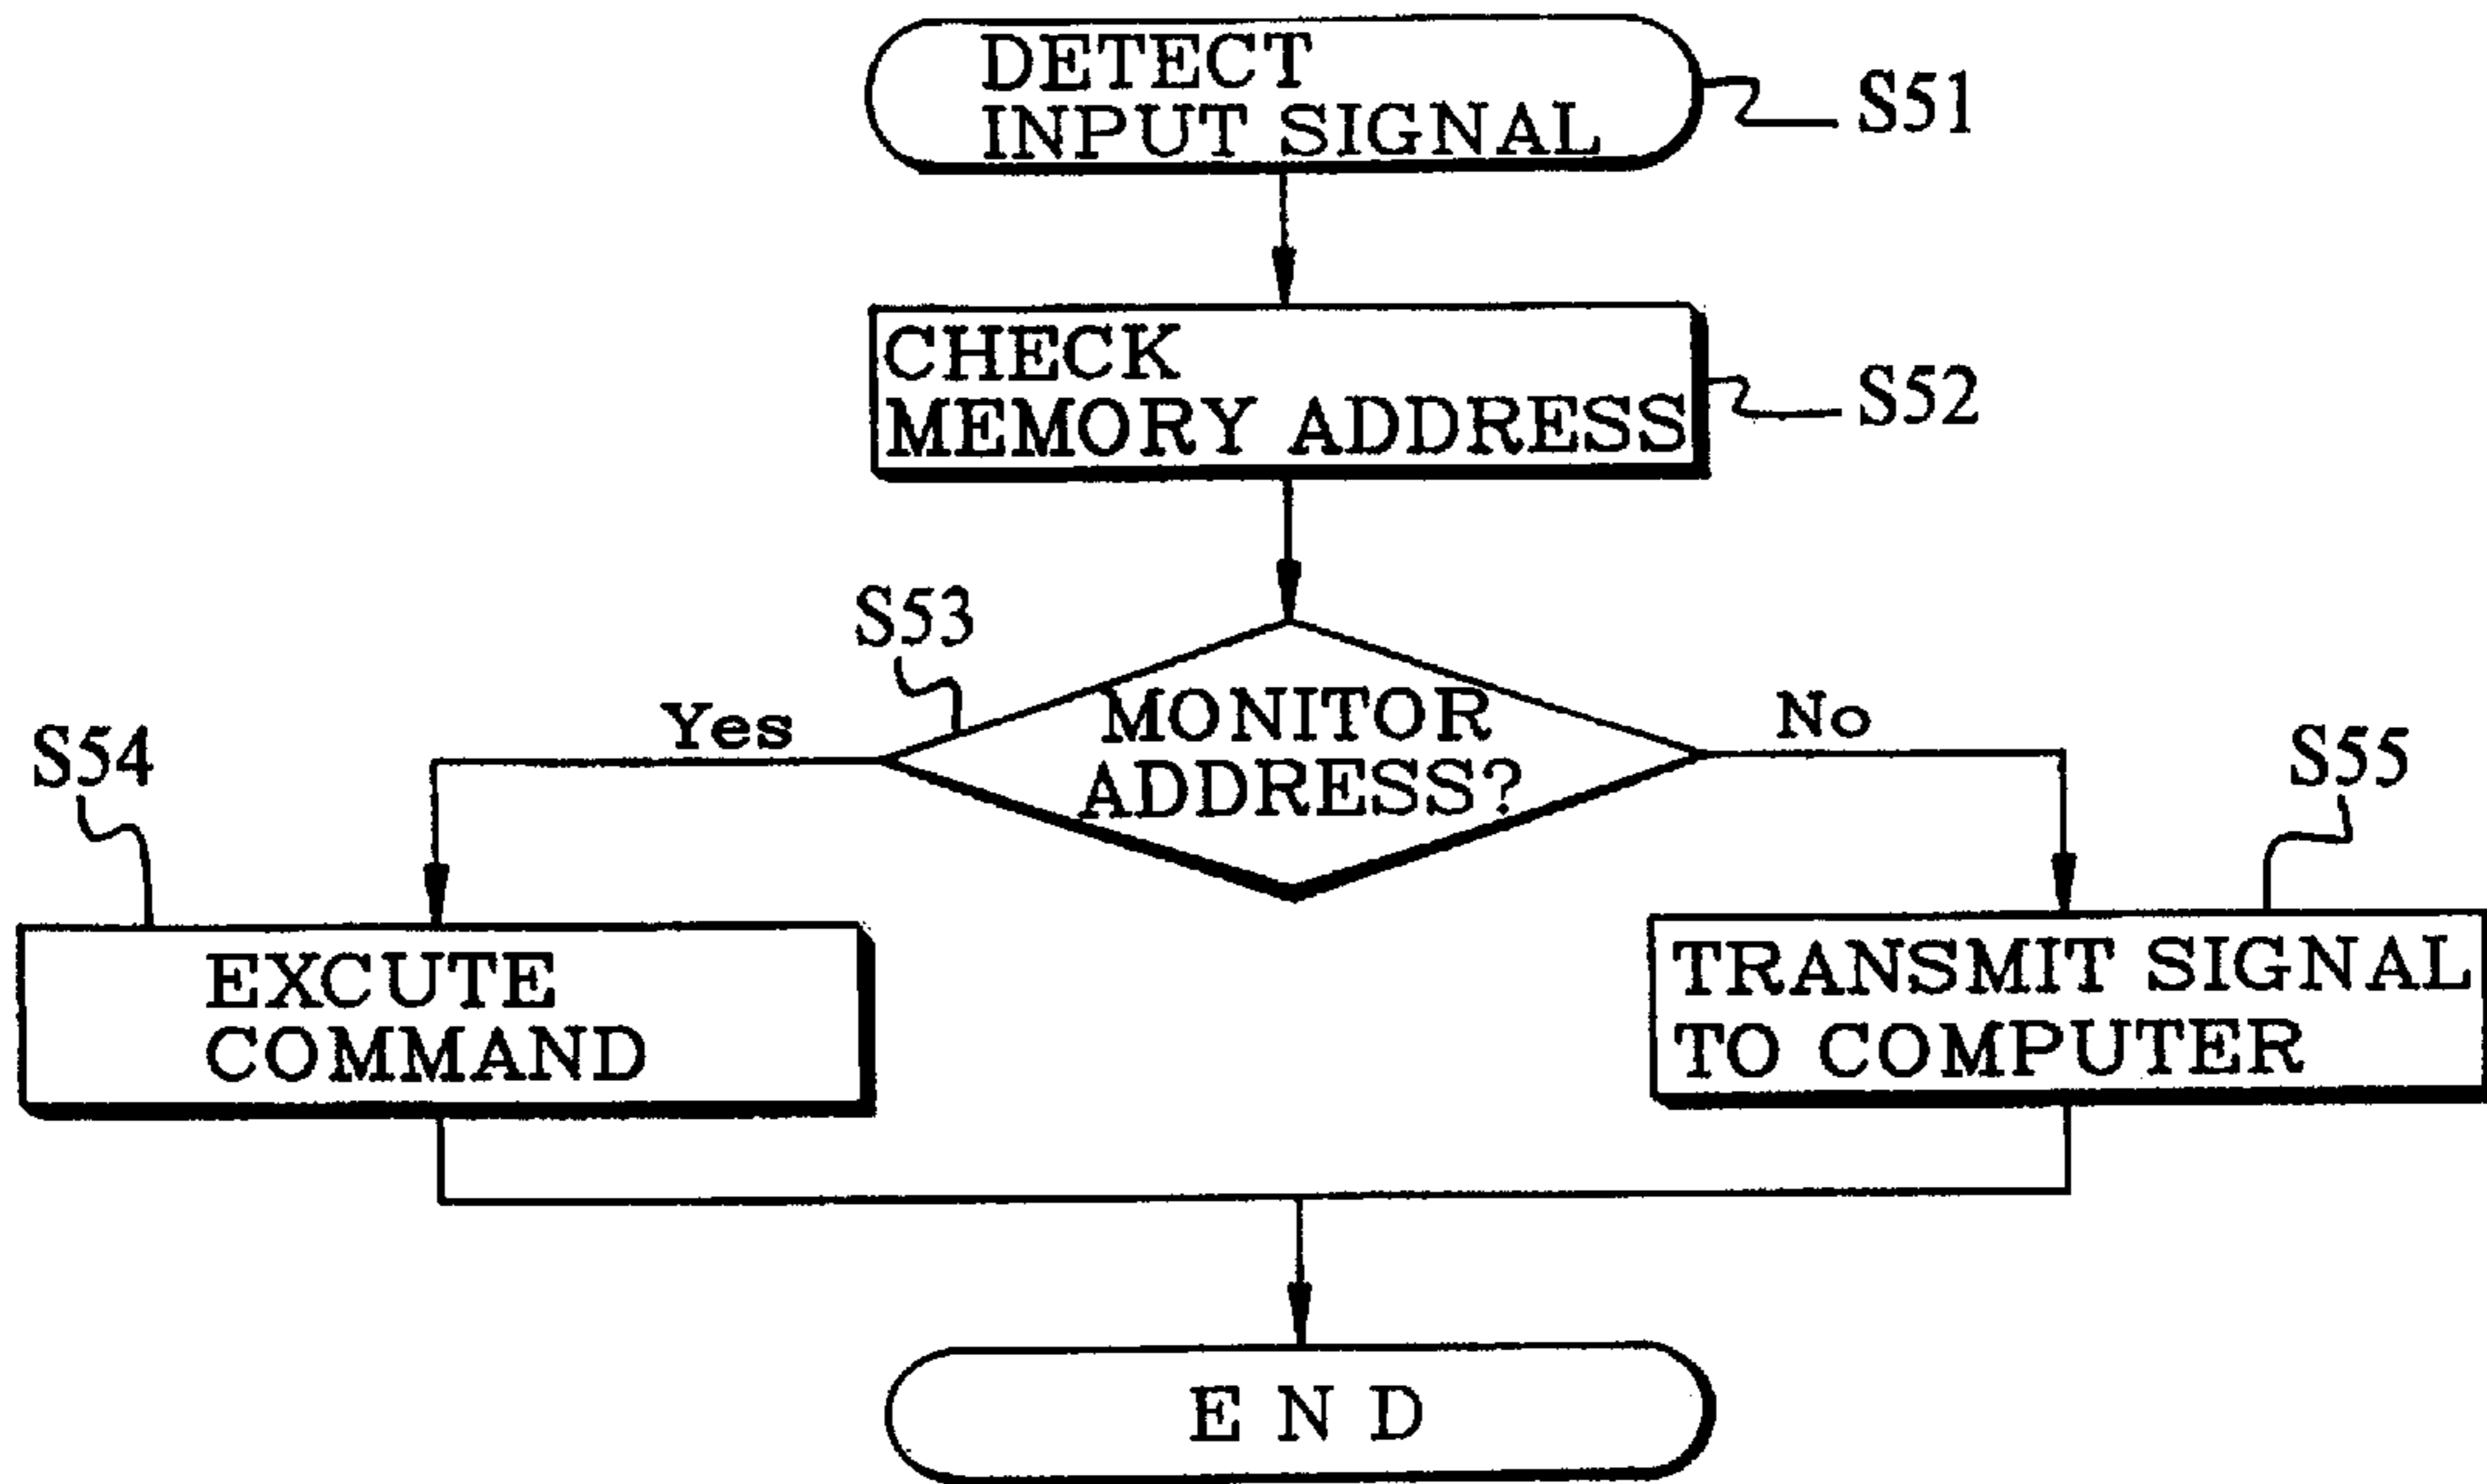 DETECT
INPUT SIGNAL
S51
CHECK
MEMORY ADDRESS
S52
S53
MONITOR
ADDRESS?
Yes
No
S54
S55
EXCUTE
COMMAND
TRANSMIT SIGNAL
TO COMPUTER
E N D